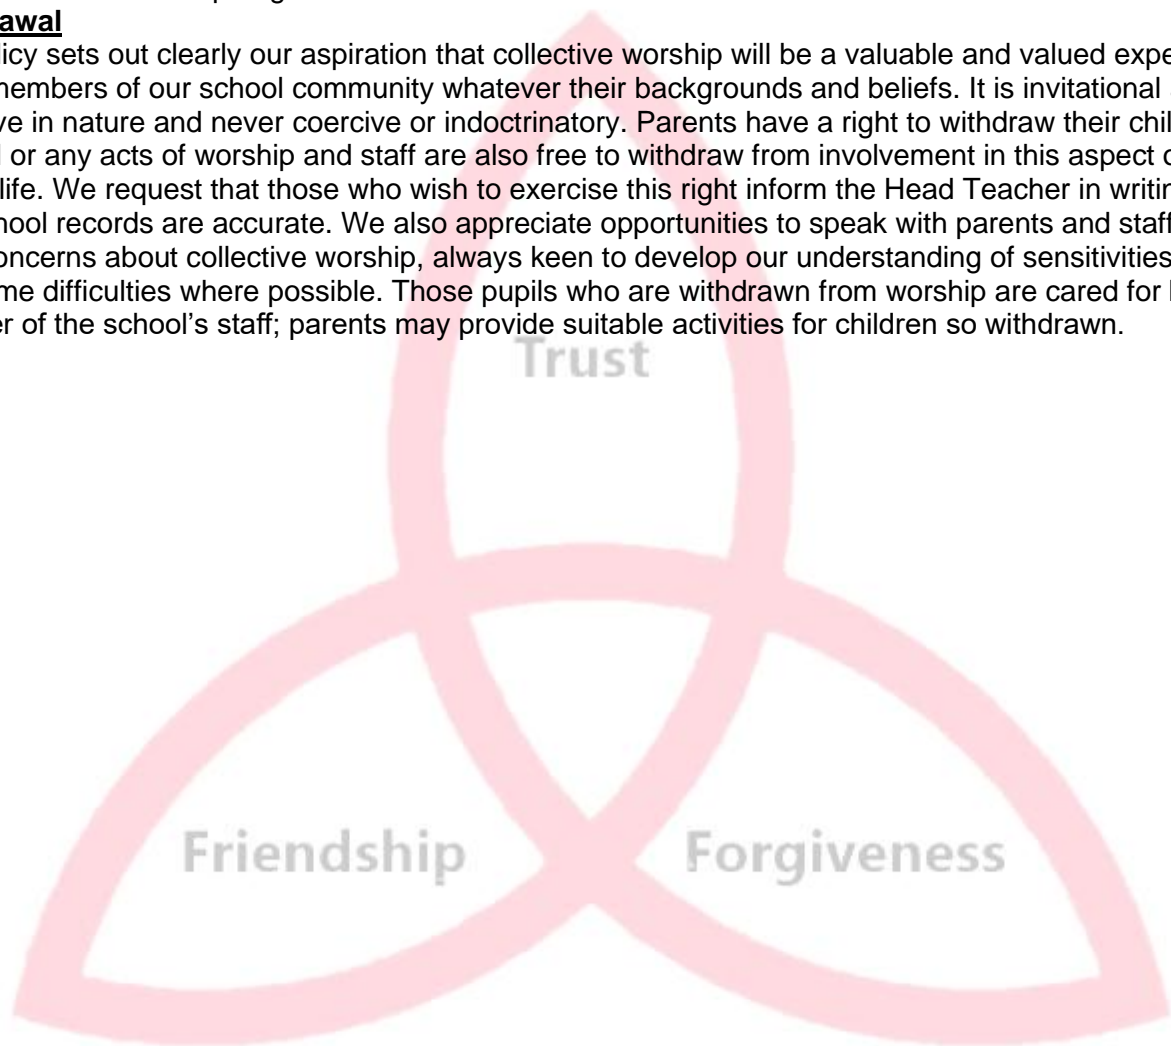 awal
licy sets out clearly our aspiration that collective worship will be a valuable and valued expe
members of our school community whatever their backgrounds and beliefs. It is invitational
ve in nature and never coercive or indoctrinatory. Parents have a right to withdraw their chil
or any acts of worship and staff are also free to withdraw from involvement in this aspect o
life. We request that those who wish to exercise this right inform the Head Teacher in writin
hool records are accurate. We also appreciate opportunities to speak with parents and staff
oncerns about collective worship, always keen to develop our understanding of sensitivities
me difficulties where possible. Those pupils who are withdrawn from worship are cared for
er of the school's staff; parents may provide suitable activities for children so withdrawn.
Trust
Friendship
Forgiveness